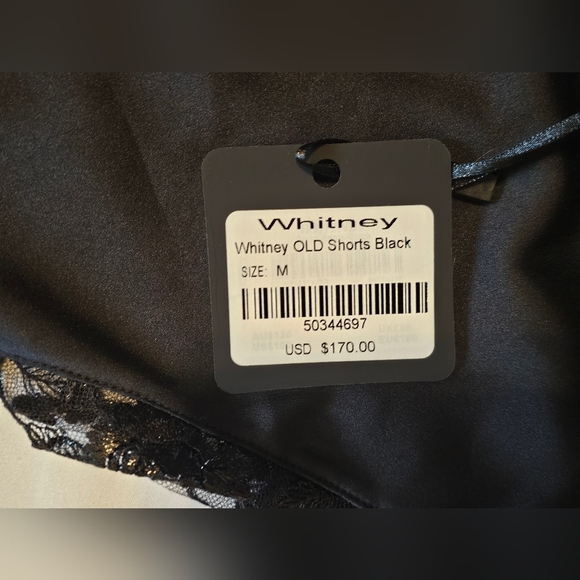 Whitney
Whitney OLD Shorts Black
SIZE: M
50344697
USD $170.00